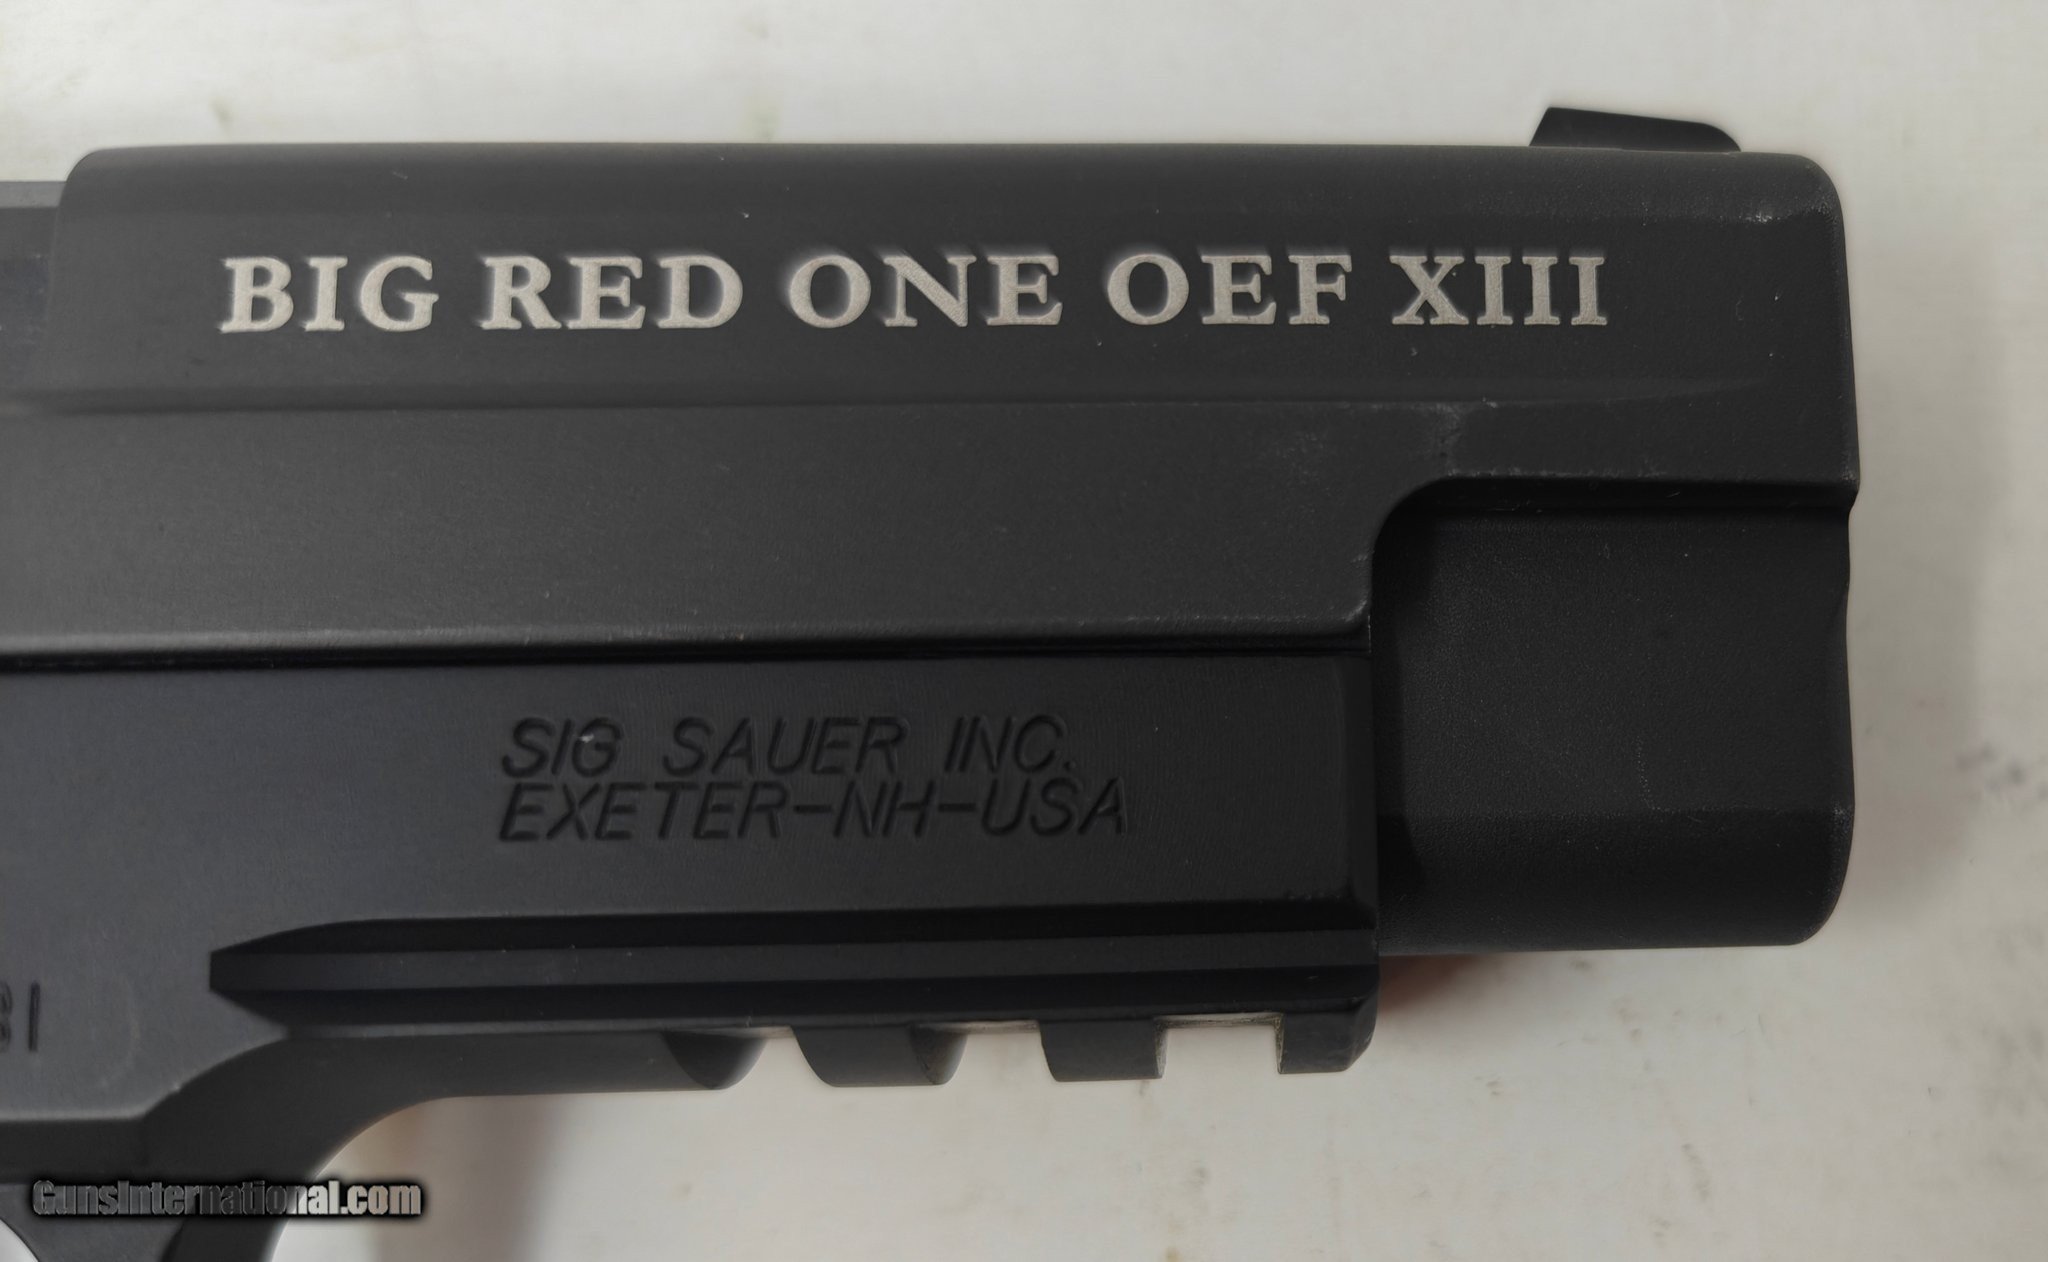 BIG RED ONE OEF XIII
SIG SAUER INC.
EXETER-NH-USA
GunsInternational.com